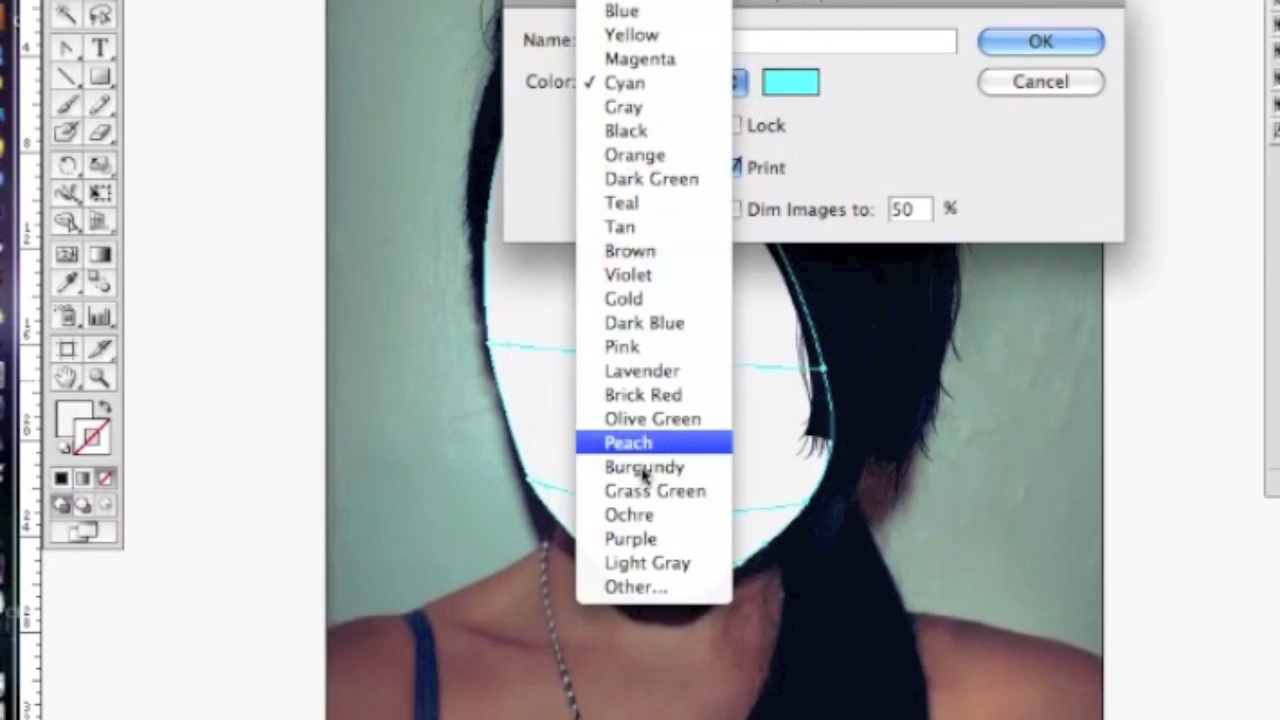 Blue
Yellow
Magenta
✓ Cyan
Gray
Black
Orange
Dark Green
Teal
Tan
Brown
Violet
Gold
Dark Blue
Pink
Lavender
Brick Red
Olive Green
Peach
Burgundy
Grass Green
Ochre
Purple
Light Gray
Other...
Name:
OK
Color:
Cancel
Lock
Print
Dim Images to: 50 %
T